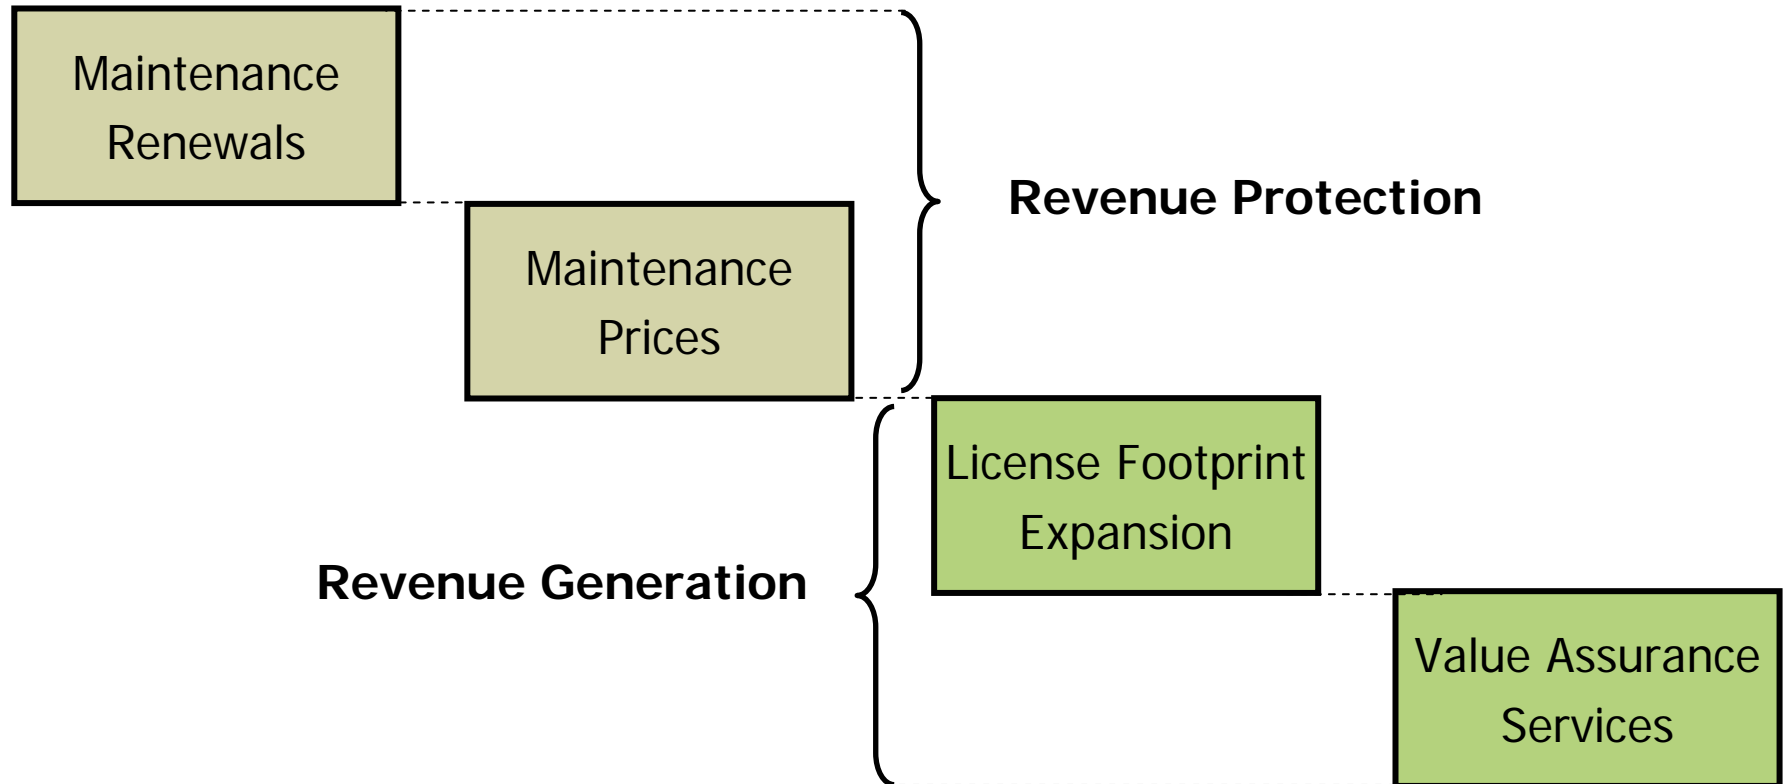 Maintenance
Renewals
Revenue Protection
Maintenance
Prices
License Footprint
Expansion
Revenue Generation
Value Assurance
Services